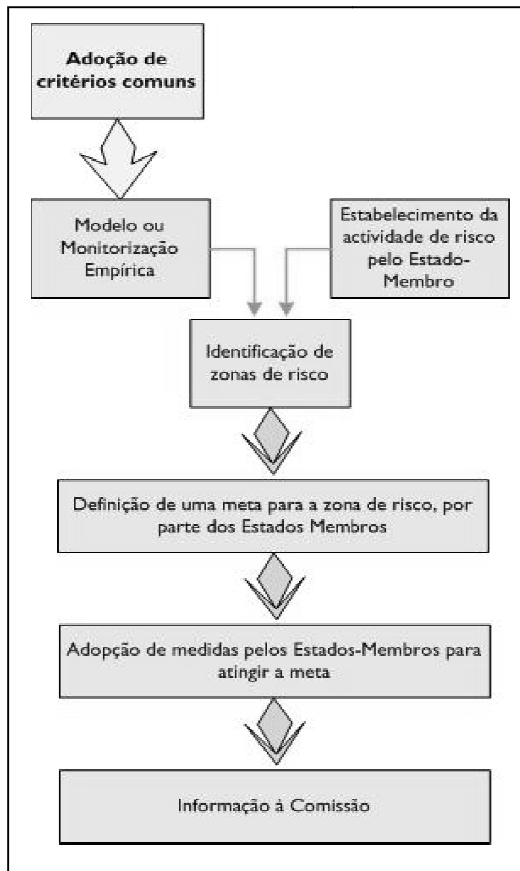 Adoção de
critérios comuns
Modelo ou
Monitorização
Empírica
Estabelecimento da
actividade de risco
pelo Estado-
Membro
Identificação de
zonas de risco
Definição de uma meta para a zona de risco, por
parte dos Estados Membros
Adopção de medidas pelos Estados-Membros para
atingir a meta
Informação à Comissão